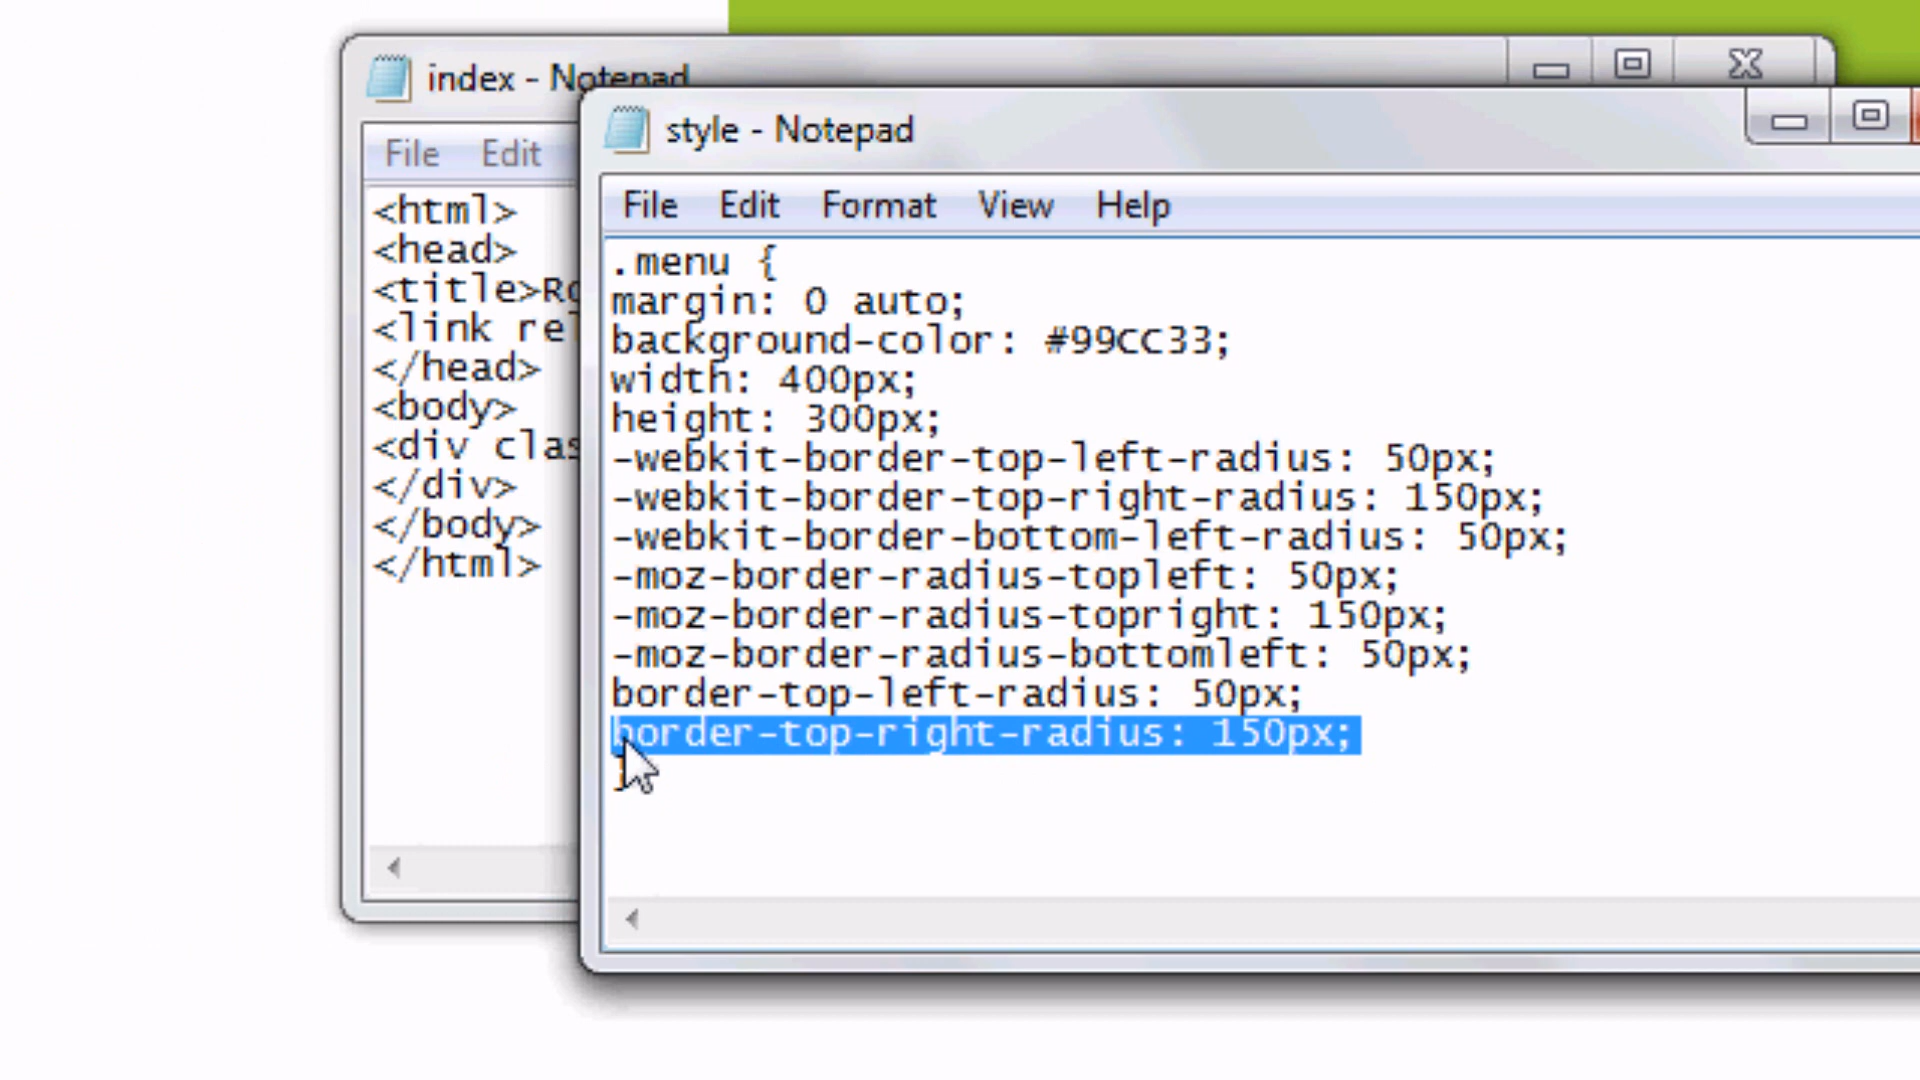 index - Notepad
File Edit
<html>
<head>
<title>Ro
<link rel
</head>
<body>
<div clas
</div>
</body>
</html>
style - Notepad
File Edit Format View Help
.menu {
margin: 0 auto;
background-color: #99CC33;
width: 400px;
height: 300px;
-webkit-border-top-left-radius: 50px;
-webkit-border-top-right-radius: 150px;
-webkit-border-bottom-left-radius: 50px;
-moz-border-radius-topleft: 50px;
-moz-border-radius-topright: 150px;
-moz-border-radius-bottomleft: 50px;
border-top-left-radius: 50px;
border-top-right-radius: 150px;
}